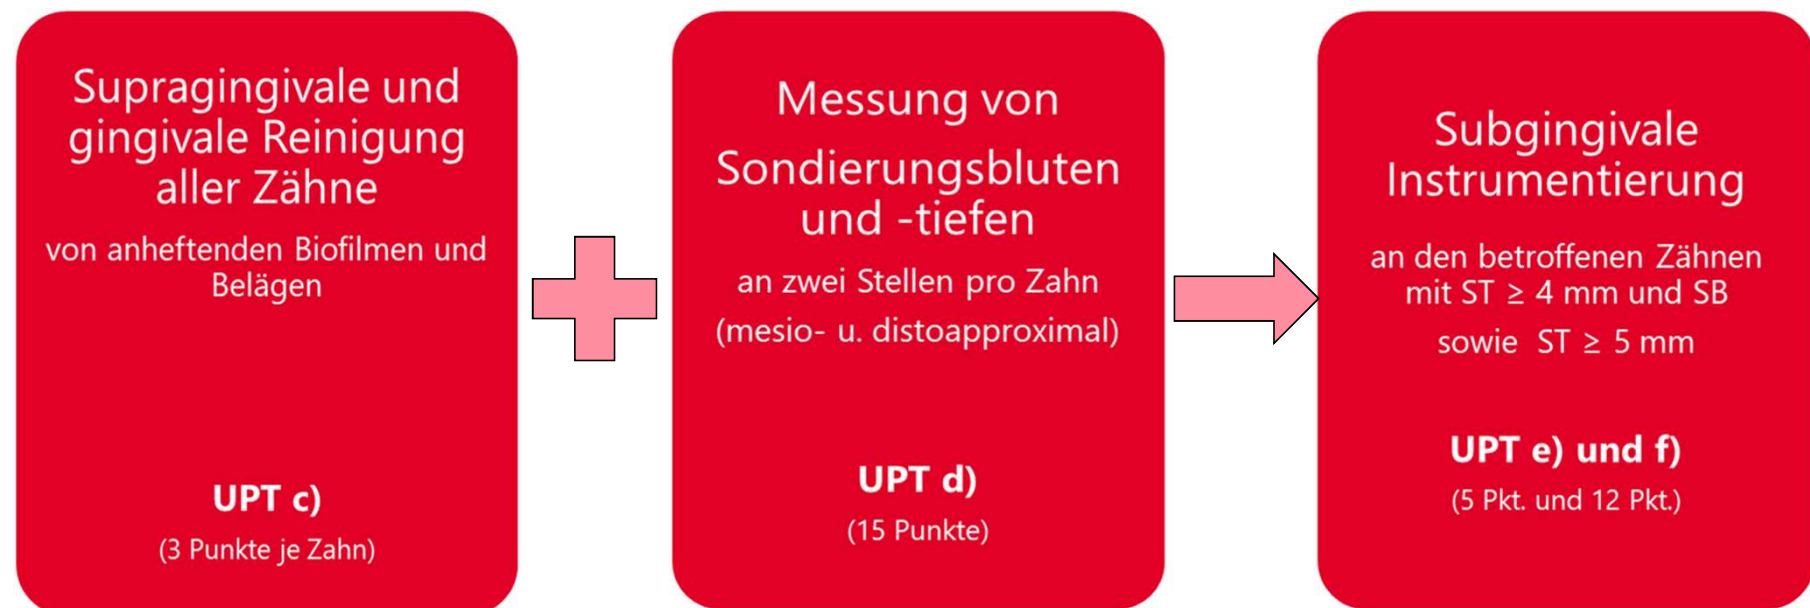 Supragingivale und
gingivale Reinigung
aller Zähne
von anheftenden Biofilmen und
Belägen
UPT c)
(3 Punkte je Zahn)
Messung von
Sondierungsbluten
und -tiefen
an zwei Stellen pro Zahn
(mesio- u. distoapproximal)
UPT d)
(15 Punkte)
Subgingivale
Instrumentierung
an den betroffenen Zähnen
mit ST ≥ 4 mm und SB
sowie ST ≥ 5 mm
UPT e) und f)
(5 Pkt. und 12 Pkt.)